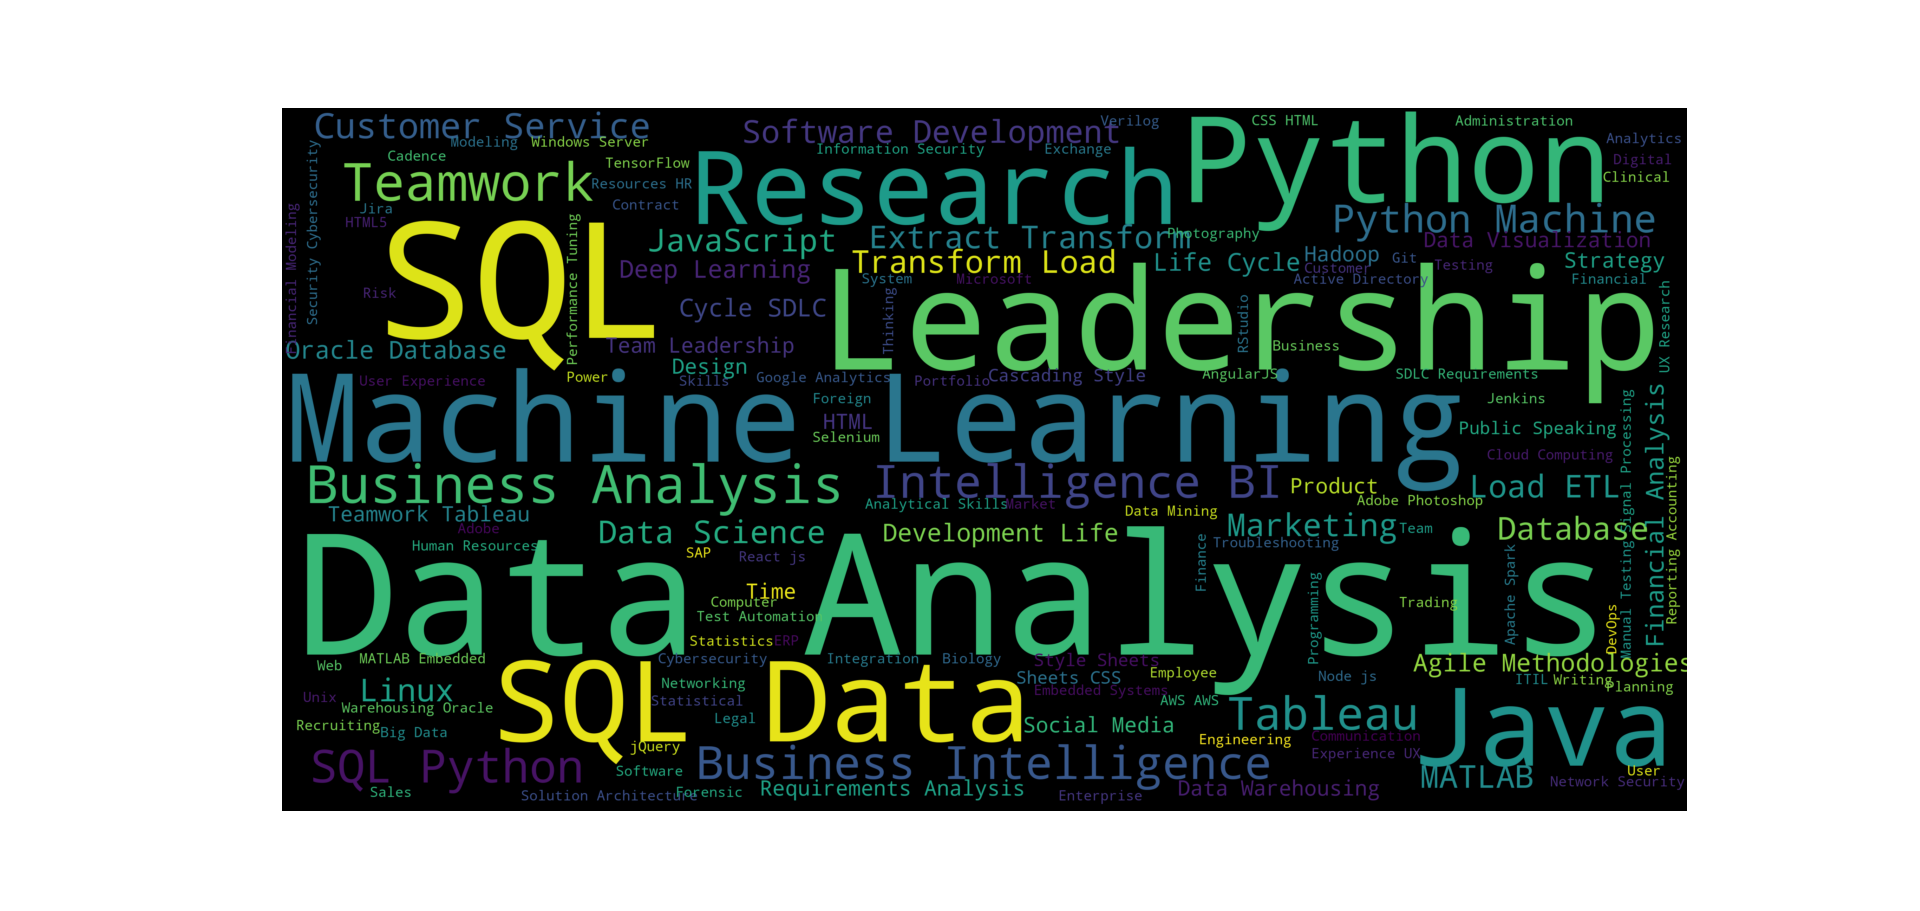 Customer Service
Modeling
Windows Server
Software Development
Verilog
Python
CSS HTML
Administration
Analytics
Cadence
TensorFlow
Information Security
Exchange
Digital
Clinical
Teamwork
Resources HR
Research
Security Cybersecurity
Jira
Contract
HTML5
Python Machine
Financial Modeling
SQL
Performance Tuning
JavaScript
Extract Transform
Photography
Data Visualization
Deep Learning
Transform Load
Life Cycle
Hadoop
Git
Testing
Strategy
Customer
System
Microsoft
Active Directory
Financial
Risk
Cycle SDLC
Thinking
Leadership
RStudio
UX Research
Oracle Database
Team Leadership
Business
Design
Power
User Experience
Skills
Google Analytics
Portfolio
Cascading Style
AngularJS
SDLC Requirements
Machine Learning
Foreign
HTML
Selenium
Jenkins
Public Speaking
Signal Processing
Financial Analysis
Cloud Computing
Business Analysis
Intelligence BI
Product
Load ETL
Reporting Accounting
Analytical Skills
Market
Adobe Photoshop
Teamwork Tableau
Adobe
Data Science
Data Mining
Development Life
Marketing
Team
Database
Human Resources
SAP
React js
Finance
Troubleshooting
Apache Spark
Manual Testing
Data Analysis
Time
Computer
Test Automation
Programming
Trading
DevOps
Statistics
ERP
Web
MATLAB Embedded
Cybersecurity
Integration
Biology
Style Sheets
Agile Methodologies
Unix
Linux
SQL Data
Networking
Sheets CSS
Employee
Node js
ITIL
Writing
Planning
Statistical
Embedded Systems
AWS AWS
Warehousing Oracle
Legal
Recruiting
Big Data
Social Media
Tableau
Java
Engineering
Communication
jQuery
Experience UX
SQL Python
Software
Business Intelligence
MATLAB
User
Network Security
Sales
Solution Architecture
Forensic
Requirements Analysis
Enterprise
Data Warehousing